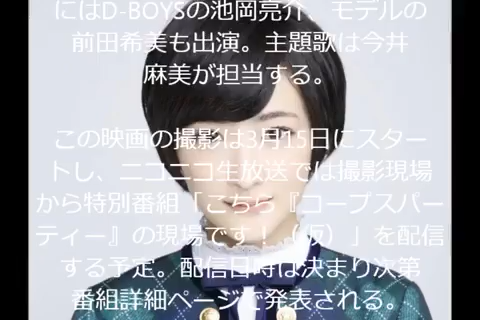 にはD-BOYSの池岡亮介　モデルの
前田希美も出演。主題歌は今井
麻美が担当する。
この映画の撮影は3月15日にスター
トし、ニコニコ生放送では撮影現場
から特別番組「こちら『コープスパー
ティー』の現場です！（仮）」を配信
する予定。配信日時は決まり次第
番組詳細ページで発表される。